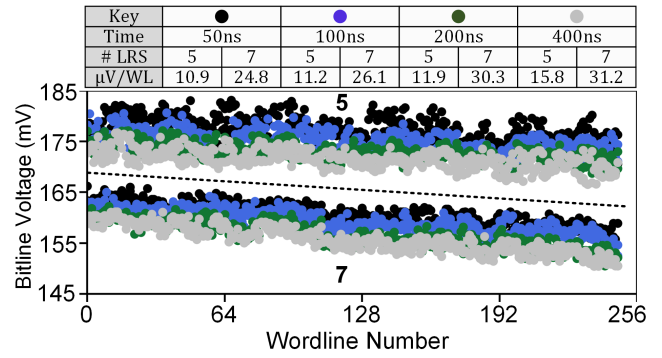 Key
Time 50ns 100ns 200ns 400ns
# LRS 5 7 5 7 5 7 5 7
µV/WL 10.9 24.8 11.2 26.1 11.9 30.3 15.8 31.2
185
175
165
155
145
Bitline Voltage (mV)
5
7
0 64 128 192 256
Wordline Number